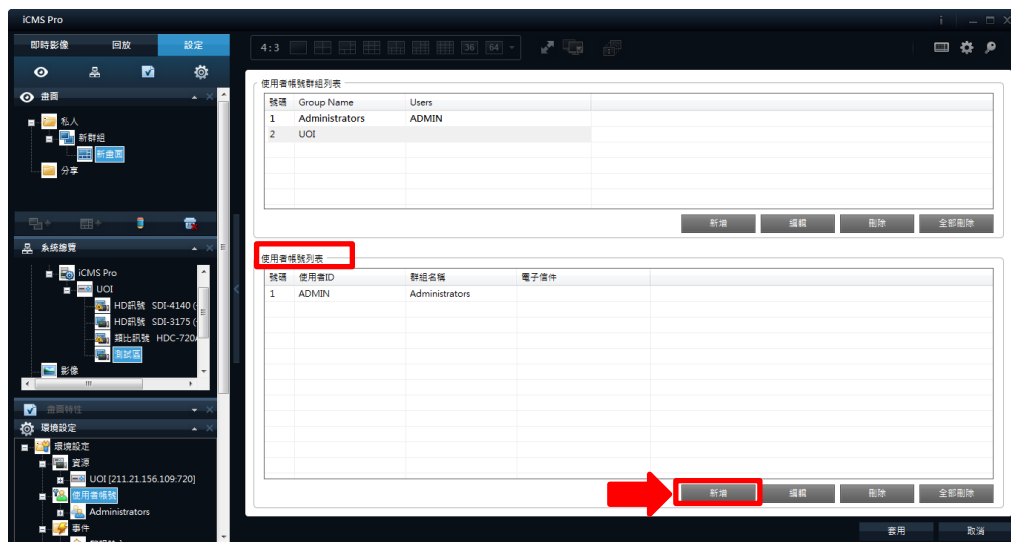 iCMS Pro
即時影像 回放 設定
4:3 36 64
畫面
私人
新群組
新畫面
分享
系統總覽
iCMS Pro
UOI
HD訊號 SDI-4140 (
HD訊號 SDI-3175 (
類比訊號 HDC-720A
測試區
影像
畫面特性
環境設定
環境設定
資源
UOI [211.21.156.109:720]
使用者帳號
Administrators
事件
使用者帳號群組列表
號碼 Group Name Users
1 Administrators ADMIN
2 UOI
新增 編輯 刪除 全部刪除
使用者帳號列表
號碼 使用者ID 群組名稱 電子信件
1 ADMIN Administrators
新增 編輯 刪除 全部刪除
套用 取消